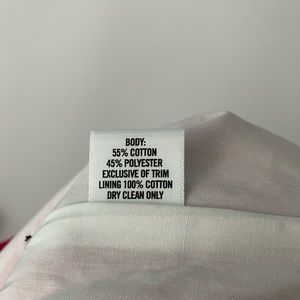 BODY:
55% COTTON
45% POLYESTER
EXCLUSIVE OF TRIM
LINING 100% COTTON
DRY CLEAN ONLY